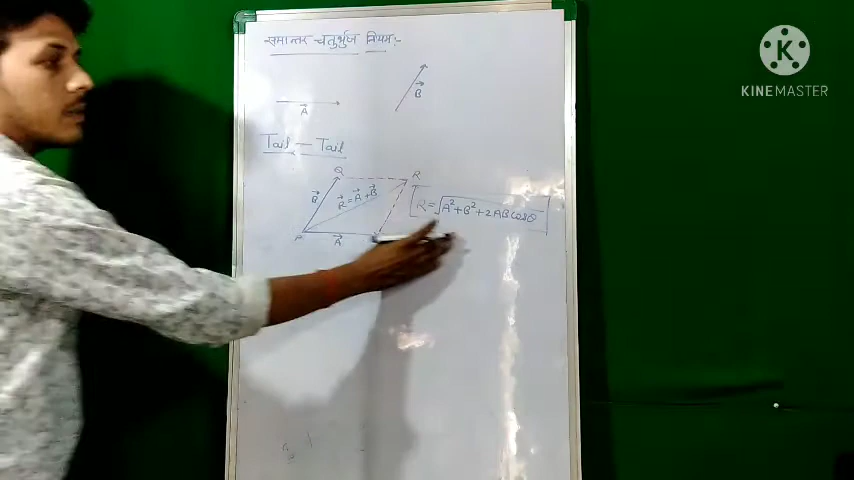 समान्तर चतुर्भुज नियम :-
A⃗
B⃗
Tail — Tail
Q
R
B⃗
R⃗ = A⃗ + B⃗
R = √A² + B² + 2AB cosθ
P
A⃗
K
KINEMASTER